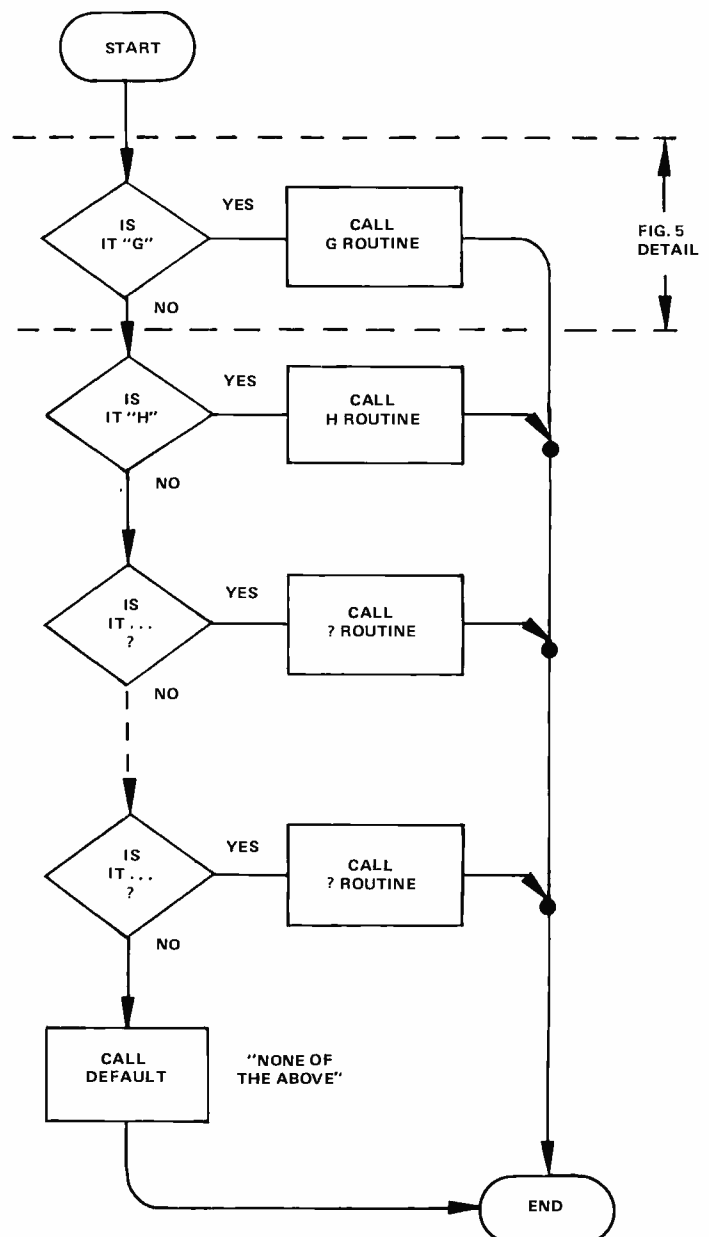 START
IS
IT "G"
YES
CALL
G ROUTINE
FIG. 5
DETAIL
NO
IS
IT "H"
YES
CALL
H ROUTINE
NO
IS
IT . . .
?
YES
CALL
? ROUTINE
NO
IS
IT . . .
?
YES
CALL
? ROUTINE
NO
CALL
DEFAULT
"NONE OF
THE ABOVE"
END